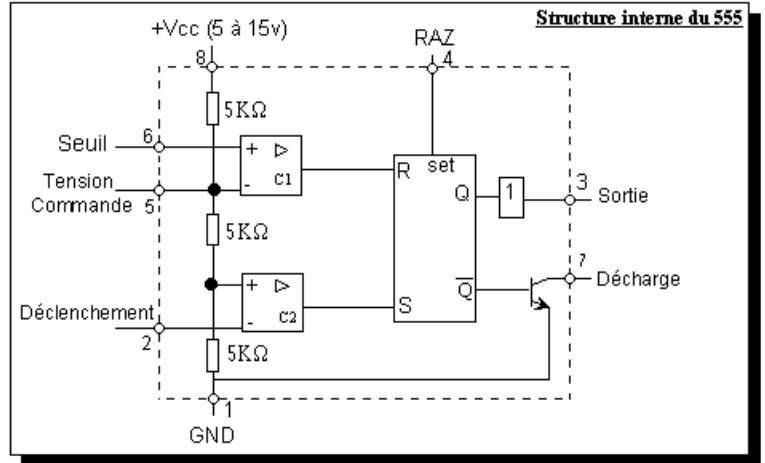 Structure interne du 555
+Vcc (5 à 15v)
RAZ
8
4
5KΩ
Seuil
6
+
-
C1
R
set
Q
1
3
Sortie
Tension
Commande
5
5KΩ
7
Décharge
+
-
C2
S
Q
Déclenchement
2
5KΩ
1
GND